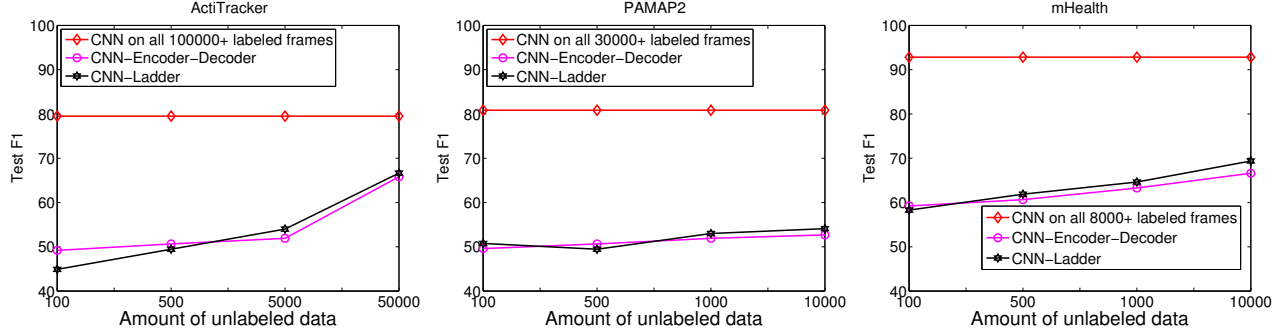 ActiTracker
100
90
80
70
60
50
40
Test F1
CNN on all 100000+ labeled frames
CNN−Encoder−Decoder
CNN−Ladder
100 500 5000 50000
Amount of unlabeled data
PAMAP2
100
90
80
70
60
50
40
Test F1
CNN on all 30000+ labeled frames
CNN−Encoder−Decoder
CNN−Ladder
100 500 1000 10000
Amount of unlabeled data
mHealth
100
90
80
70
60
50
40
Test F1
CNN on all 8000+ labeled frames
CNN−Encoder−Decoder
CNN−Ladder
100 500 1000 10000
Amount of unlabeled data